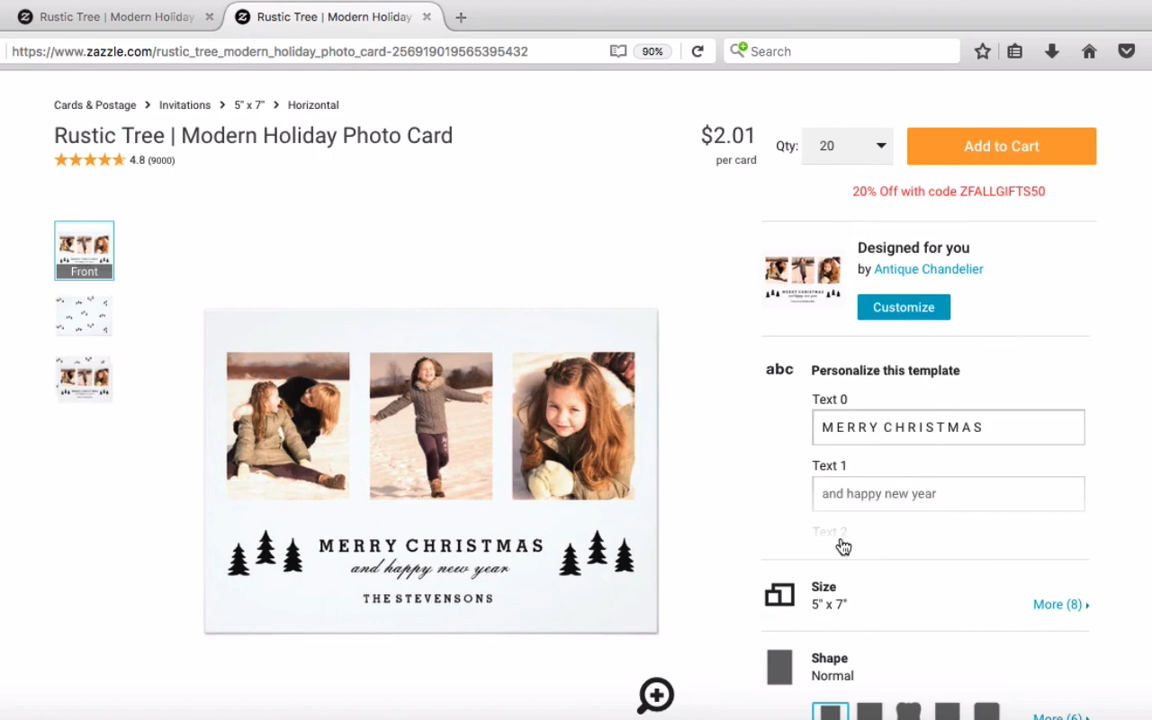 Rustic Tree | Modern Holiday
Rustic Tree | Modern Holiday
https://www.zazzle.com/rustic_tree_modern_holiday_photo_card-256919019565395432
90%
Search
Cards & Postage > Invitations > 5" x 7" > Horizontal
Rustic Tree | Modern Holiday Photo Card
4.8 (9000)
$2.01
per card
Qty: 20
Add to Cart
20% Off with code ZFALLGIFTS50
Front
Designed for you
by Antique Chandelier
Customize
abc Personalize this template
Text 0
MERRY CHRISTMAS
Text 1
and happy new year
Text 2
MERRY CHRISTMAS
and happy new year
THE STEVENSONS
Size
5" x 7"
More (8)
Shape
Normal
More (6)